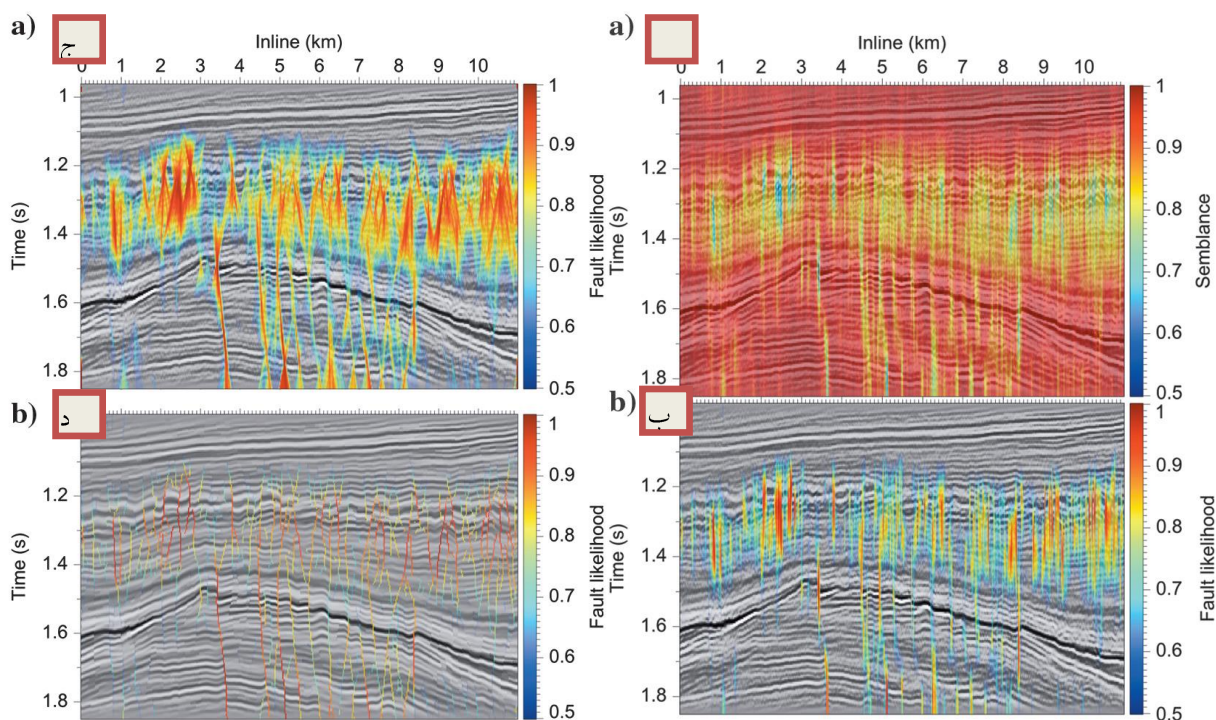 a)
ج
Inline (km)
0 1 2 3 4 5 6 7 8 9 10
1
1.2
1.4
1.6
1.8
Time (s)
1
0.9
0.8
0.7
0.6
0.5
Fault likelihood
b)
د
1.2
1.4
1.6
1.8
Time (s)
1
0.9
0.8
0.7
0.6
0.5
Fault likelihood
a)
Inline (km)
0 1 2 3 4 5 6 7 8 9 10
1
1.2
1.4
1.6
1.8
Time (s)
1
0.9
0.8
0.7
0.6
0.5
Semblance
b)
ب
1.2
1.4
1.6
1.8
Time (s)
1
0.9
0.8
0.7
0.6
0.5
Fault likelihood